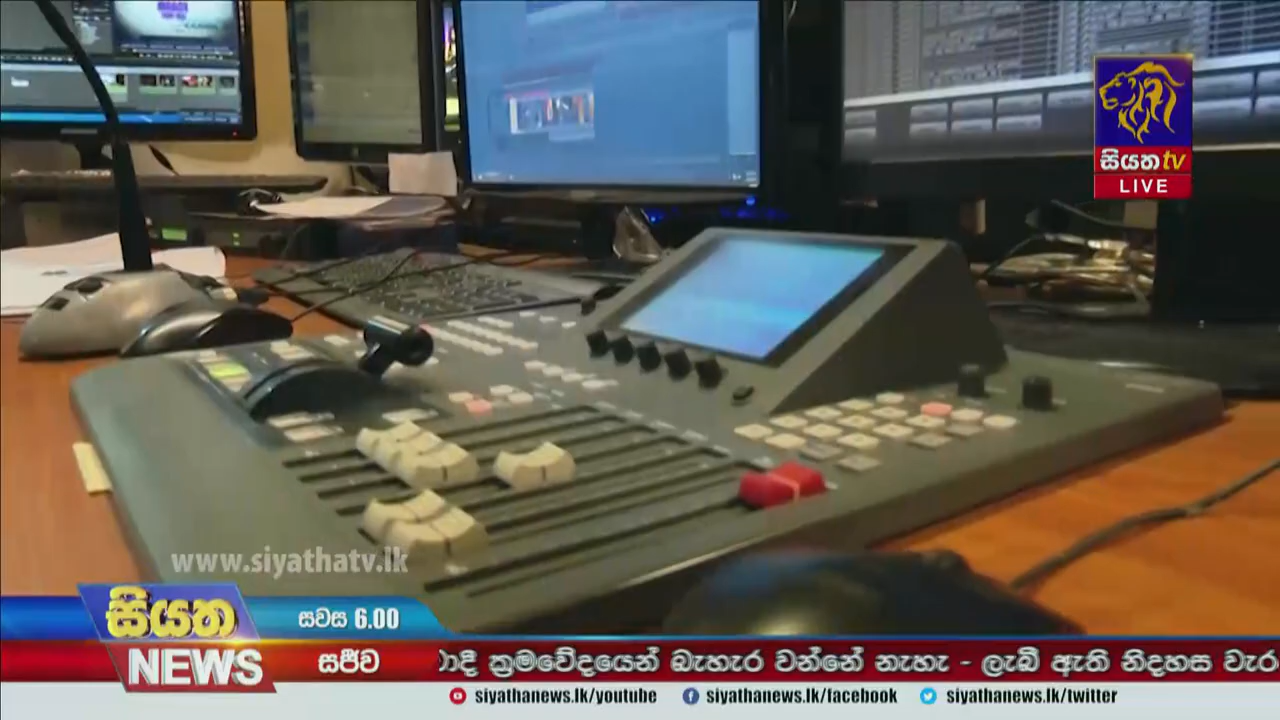 සියත tv
LIVE
www.siyathatv.lk
සියත
සවස 6.00
NEWS
සජීව
වාදී ක්‍රමවේදයෙන් බැහැර වන්නේ නැහැ - ලැබී ඇති නිදහස වැර
siyathanews.lk/youtube
siyathanews.lk/facebook
siyathanews.lk/twitter